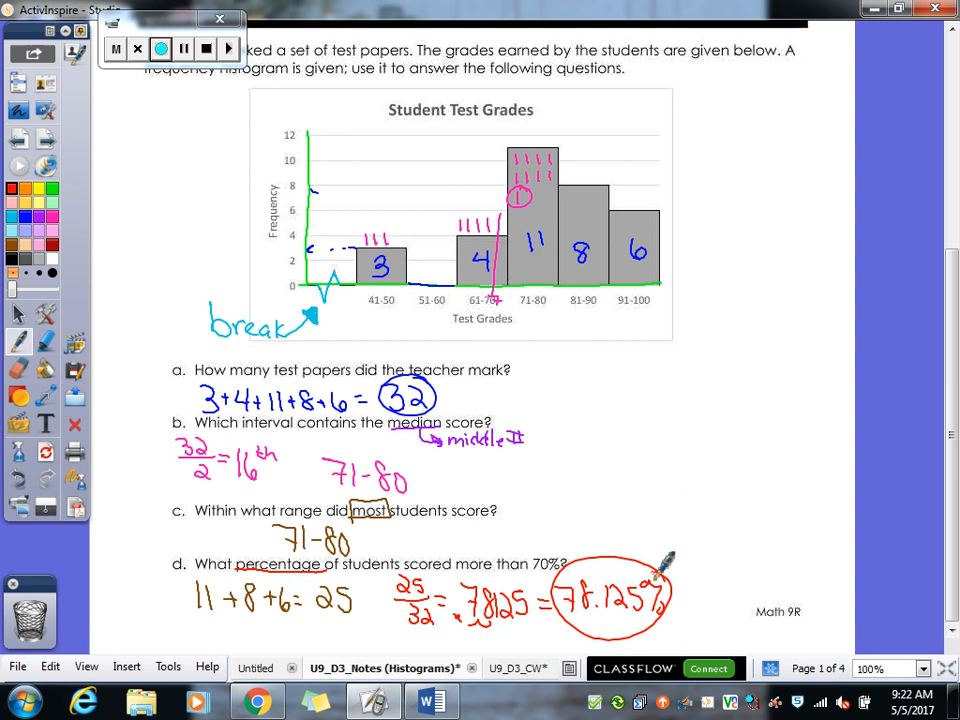 ActivInspire - Studio
M
ked a set of test papers. The grades earned by the students are given below. A
frequency histogram is given; use it to answer the following questions.
Student Test Grades
12
10
8
6
4
2
0
Frequency
3
4
11
8
6
41-50 51-60 61-70 71-80 81-90 91-100
Test Grades
break
a. How many test papers did the teacher mark?
3+4+11+8+6 = 32
b. Which interval contains the median score?
middle #
32/2 = 16th 71-80
c. Within what range did most students score?
71-80
d. What percentage of students scored more than 70%?
11+8+6= 25 25/32 = .78125 = 78.125%
Math 9R
File Edit View Insert Tools Help Untitled U9_D3_Notes (Histograms)* U9_D3_CW* CLASSFLOW Connect Page 1 of 4 100%
9:22 AM
5/5/2017